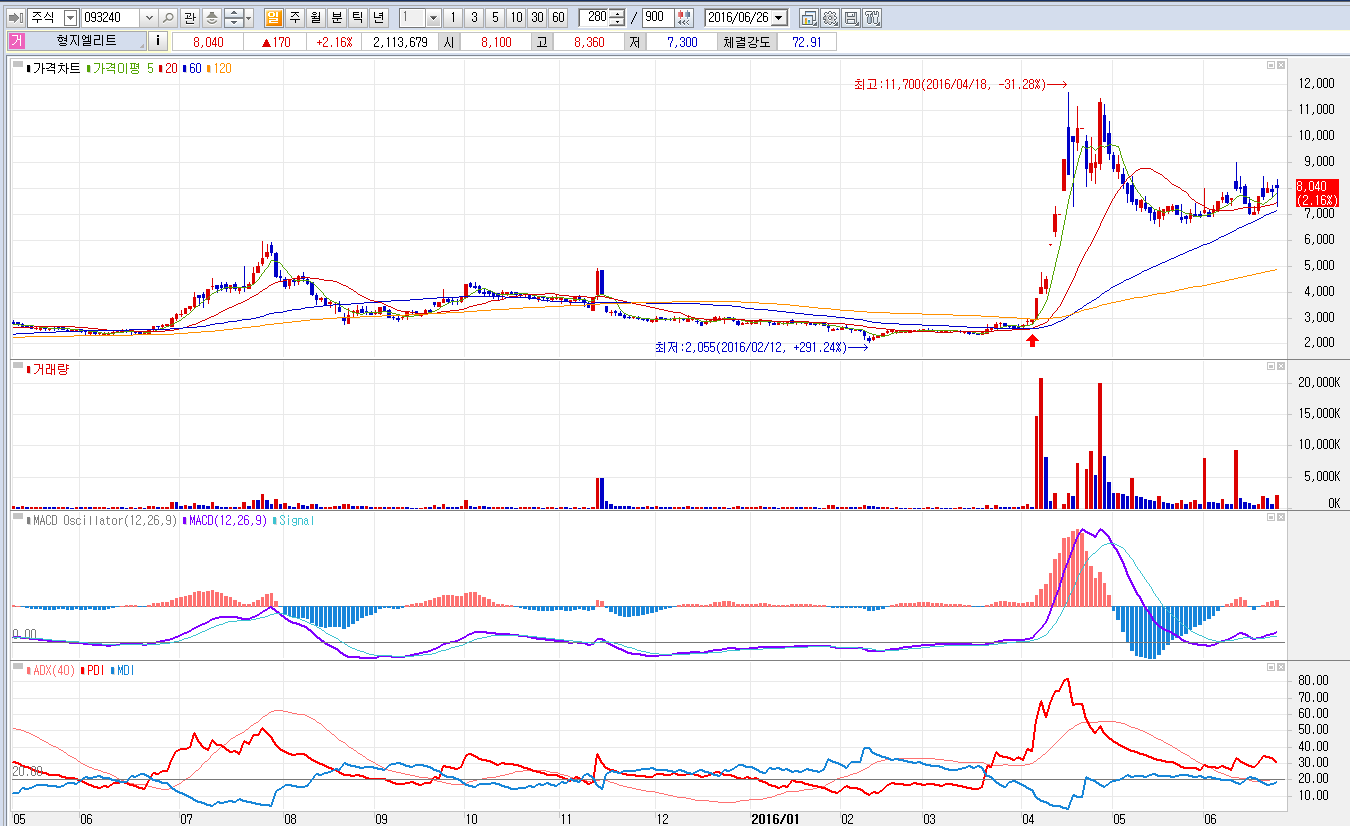 주식 093240 관 일 주 월 분 틱 년 1 1 3 5 10 30 60 280 / 900 2016/06/26
거 형지엘리트 i 8,040 ▲170 +2.16% 2,113,679 시 8,100 고 8,360 저 7,300 체결강도 72.91
가격차트 가격이평 5 20 60 120
최고:11,700(2016/04/18, -31.28%)
12,000
11,000
10,000
9,000
8,040
(2.16%)
7,000
6,000
5,000
4,000
3,000
2,000
최저:2,055(2016/02/12, +291.24%)
거래량
20,000K
15,000K
10,000K
5,000K
0K
MACD Oscillator(12,26,9) MACD(12,26,9) Signal
0.00
ADX(40) PDI MDI
80.00
70.00
60.00
50.00
40.00
30.00
20.00
10.00
05 06 07 08 09 10 11 12 2016/01 02 03 04 05 06